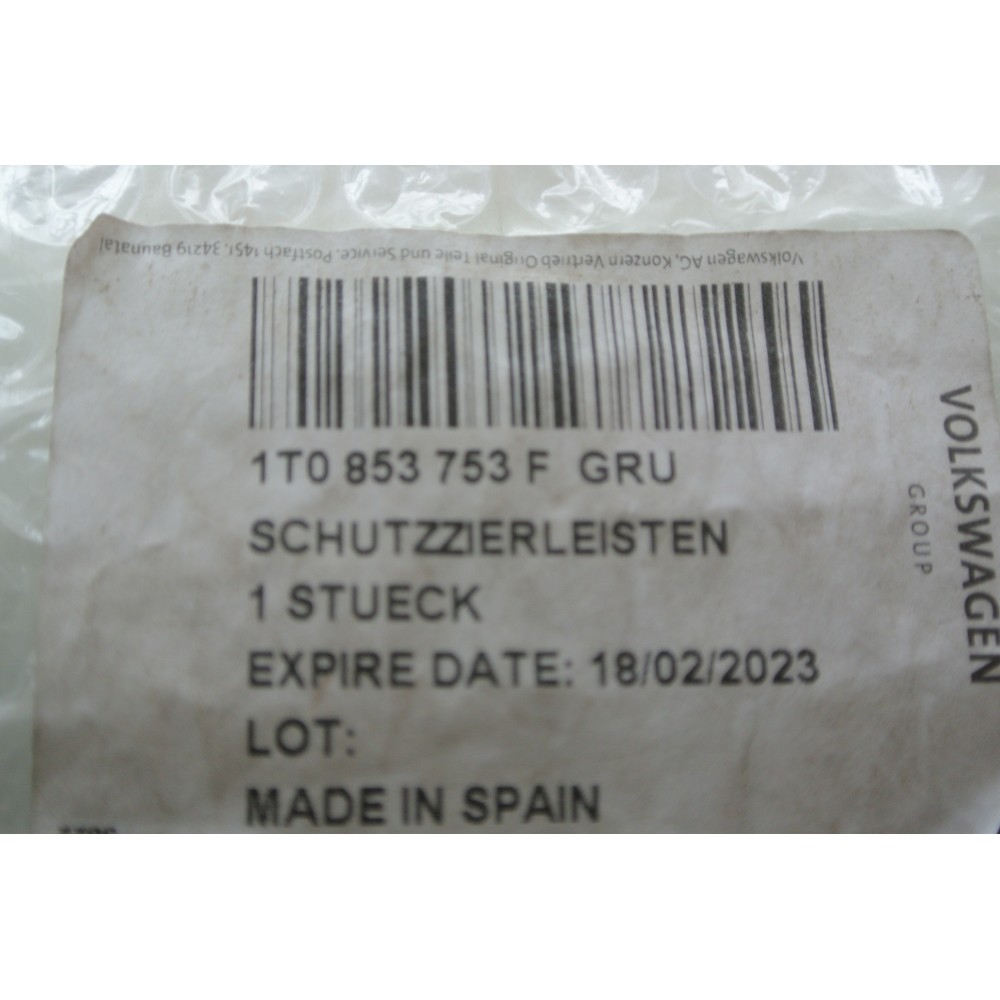 Volkswagen AG, Konzern Vertrieb Original Teile und Service, Postfach 1451, 34219 Baunatal
1T0 853 753 F GRU
SCHUTZZIERLEISTEN
1 STUECK
EXPIRE DATE: 18/02/2023
LOT:
MADE IN SPAIN
VOLKSWAGEN
GROUP